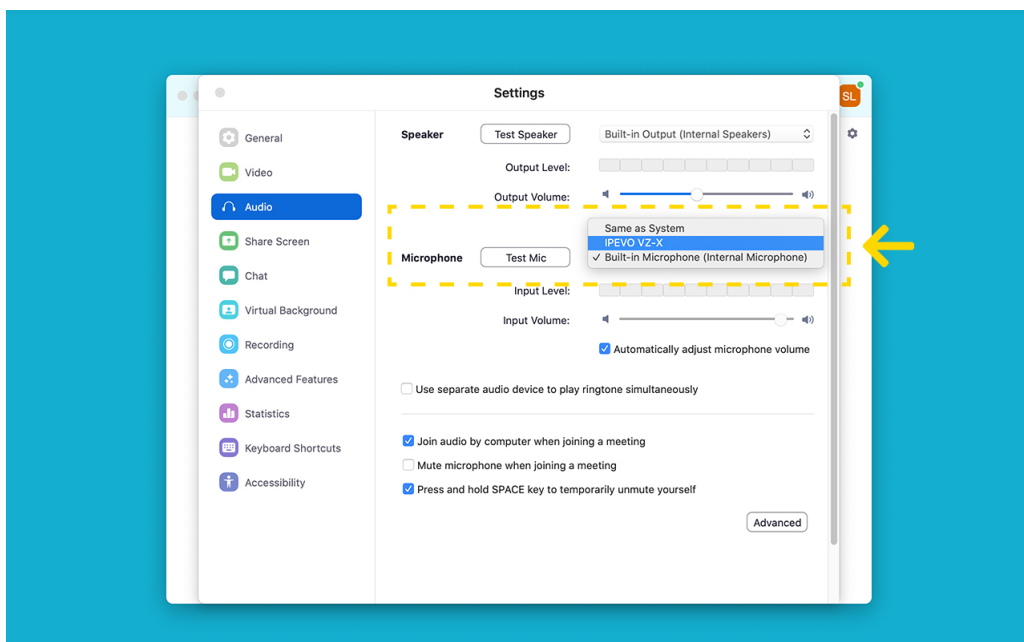 Settings
SL
General
Video
Audio
Share Screen
Chat
Virtual Background
Recording
Advanced Features
Statistics
Keyboard Shortcuts
Accessibility
Speaker Test Speaker Built-in Output (Internal Speakers)
Output Level:
Output Volume:
Same as System
IPEVO VZ-X
Microphone Test Mic ✓ Built-in Microphone (Internal Microphone)
Input Level:
Input Volume:
Automatically adjust microphone volume
Use separate audio device to play ringtone simultaneously
Join audio by computer when joining a meeting
Mute microphone when joining a meeting
Press and hold SPACE key to temporarily unmute yourself
Advanced